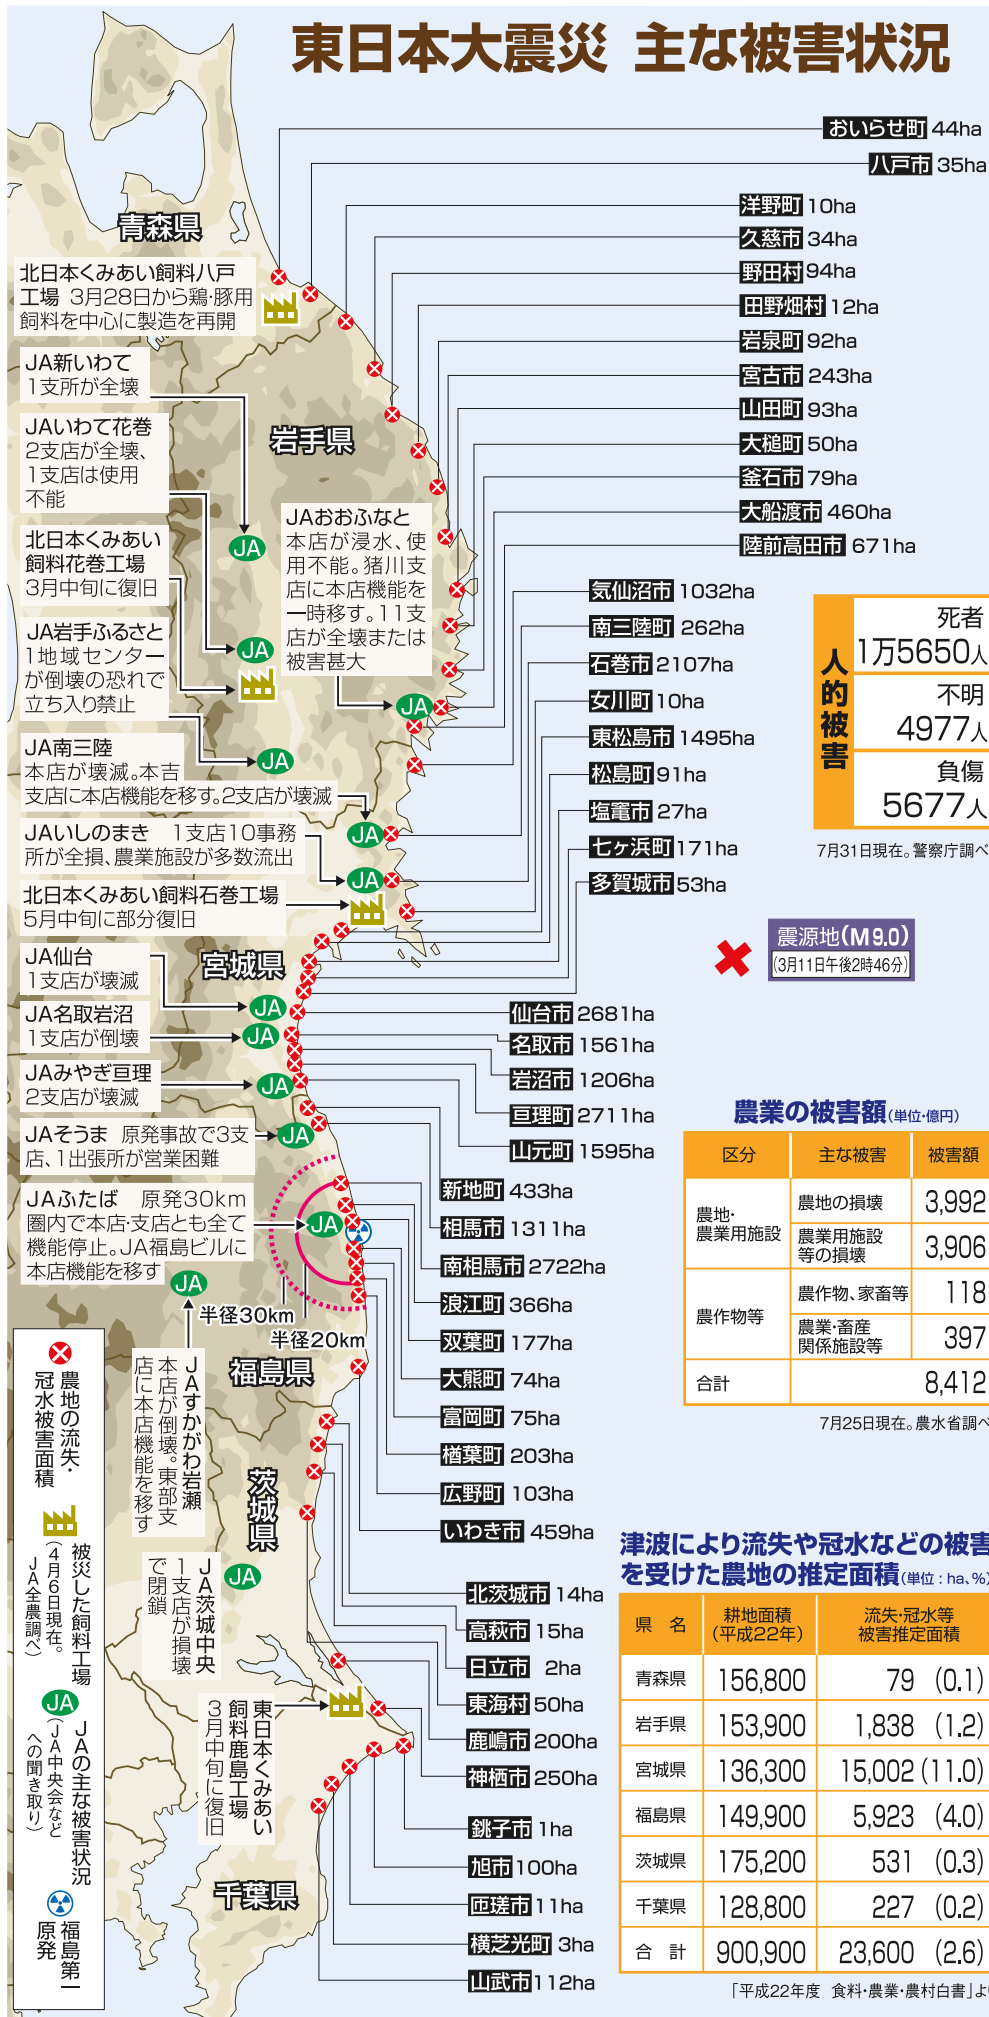 東日本大震災 主な被害状況
おいらせ町 44ha
八戸市 35ha
洋野町 10ha
久慈市 34ha
野田村 94ha
田野畑村 12ha
岩泉町 92ha
宮古市 243ha
山田町 93ha
大槌町 50ha
釜石市 79ha
大船渡市 460ha
陸前高田市 671ha
気仙沼市 1032ha
南三陸町 262ha
石巻市 2107ha
女川町 10ha
東松島市 1495ha
松島町 91ha
塩竈市 27ha
七ヶ浜町 171ha
多賀城市 53ha
仙台市 2681ha
名取市 1561ha
岩沼市 1206ha
亘理町 2711ha
山元町 1595ha
新地町 433ha
相馬市 1311ha
南相馬市 2722ha
浪江町 366ha
双葉町 177ha
大熊町 74ha
富岡町 75ha
楢葉町 203ha
広野町 103ha
いわき市 459ha
北茨城市 14ha
高萩市 15ha
日立市 2ha
東海村 50ha
鹿嶋市 200ha
神栖市 250ha
銚子市 1ha
旭市 100ha
匝瑳市 11ha
横芝光町 3ha
山武市 112ha
青森県
北日本くみあい飼料八戸
工場 3月28日から鶏・豚用
飼料を中心に製造を再開
JA新いわて
1支所が全壊
岩手県
JAいわて花巻
2支店が全壊、
1支店は使用
不能
JA
北日本くみあい
飼料花巻工場
3月中旬に復旧
JAおおふなと
本店が浸水、使
用不能。猪川支
店に本店機能を
一時移す。11支
店が全壊または
被害甚大
JA岩手ふるさと
1地域センター
が倒壊の恐れで
立ち入り禁止
JA
JA
JA
JA南三陸
本店が壊滅。本吉
支店に本店機能を移す。2支店が壊滅
JA
JAいしのまき 1支店10事務
所が全損、農業施設が多数流出
JA
北日本くみあい飼料石巻工場
5月中旬に部分復旧
宮城県
JA仙台
1支店が壊滅
JA
JA名取岩沼
1支店が倒壊
JA
JAみやぎ亘理
2支店が壊滅
JA
JAそうま 原発事故で3支
店、1出張所が営業困難
JA
JAふたば 原発30km
圏内で本店・支店とも全て
機能停止。JA福島ビルに
本店機能を移す
JA
JA
半径30km
半径20km
福島県
JAすかがわ岩瀬
本店が倒壊。東部支
店に本店機能を移す
茨城県
JA茨城中央
1支店が損壊
で閉鎖
JA
東日本くみあい
飼料鹿島工場
3月中旬に復旧
千葉県
農地の流失・
冠水被害面積
被災した飼料工場
(4月6日現在。
JA全農調べ)
JA
JAの主な被害状況
(JA中央会など
への聞き取り)
福島第一
原発
人的被害
死者
1万5650人
不明
4977人
負傷
5677人
7月31日現在。警察庁調べ
震源地(M9.0)
(3月11日午後2時46分)
農業の被害額(単位・億円)
区分 主な被害 被害額
農地・
農業用施設
農地の損壊 3,992
農業用施設
等の損壊 3,906
農作物等
農作物、家畜等 118
農業・畜産
関係施設等 397
合計 8,412
7月25日現在。農水省調べ
津波により流失や冠水などの被害
を受けた農地の推定面積(単位:ha、%)
県 名 耕地面積
(平成22年) 流失・冠水等
被害推定面積
青森県 156,800 79 (0.1)
岩手県 153,900 1,838 (1.2)
宮城県 136,300 15,002 (11.0)
福島県 149,900 5,923 (4.0)
茨城県 175,200 531 (0.3)
千葉県 128,800 227 (0.2)
合 計 900,900 23,600 (2.6)
「平成22年度 食料・農業・農村白書」よ